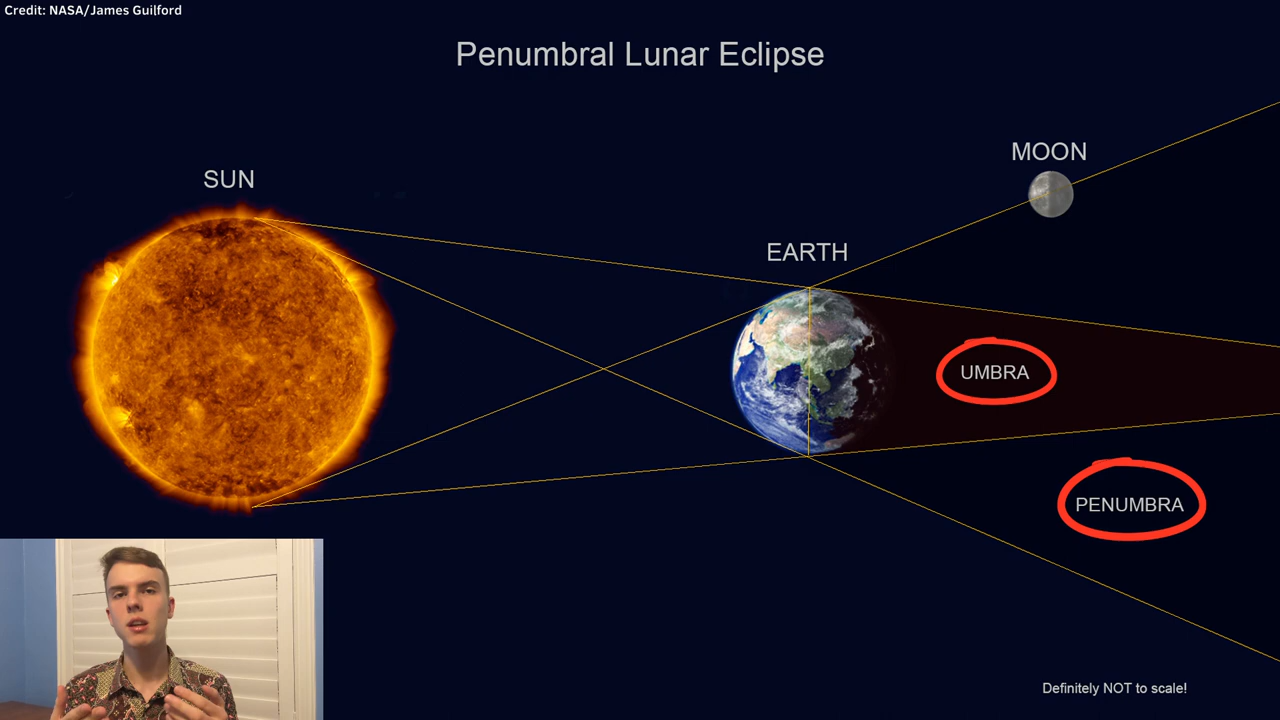 Credit: NASA/James Guilford
Penumbral Lunar Eclipse
MOON
SUN
EARTH
UMBRA
PENUMBRA
Definitely NOT to scale!